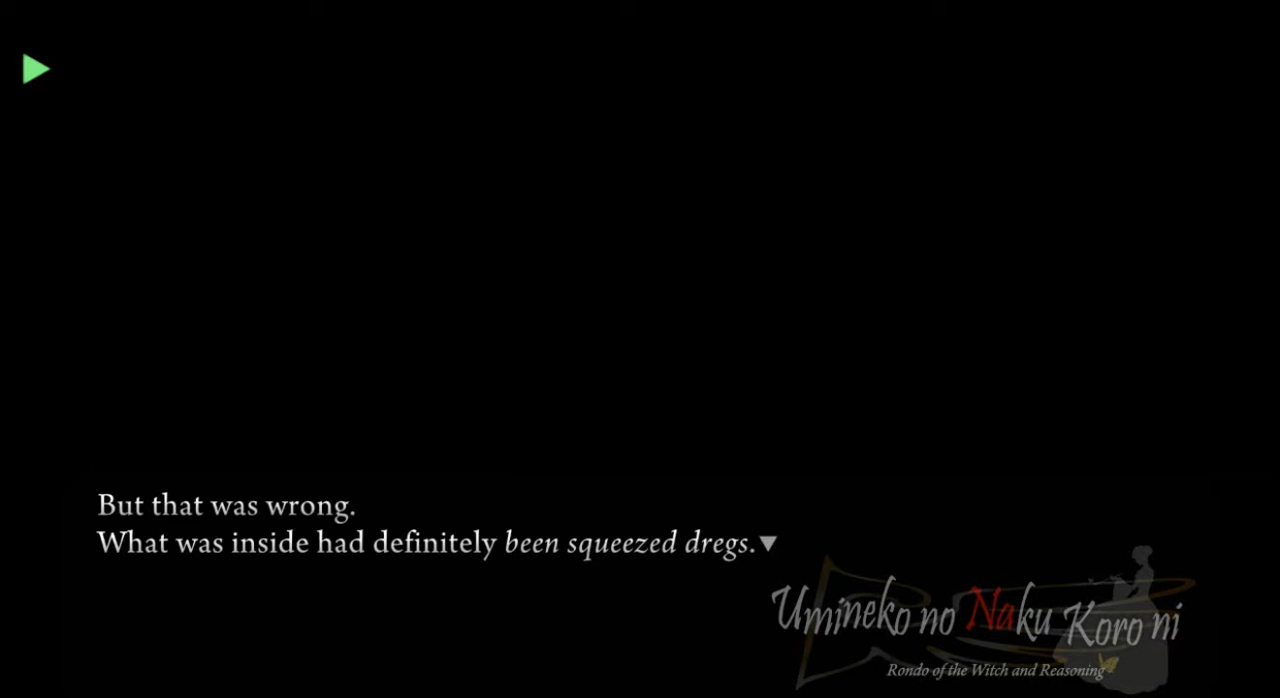 But that was wrong.
What was inside had definitely been squeezed dregs.
Umineko no Naku Koro ni
Rondo of the Witch and Reasoning